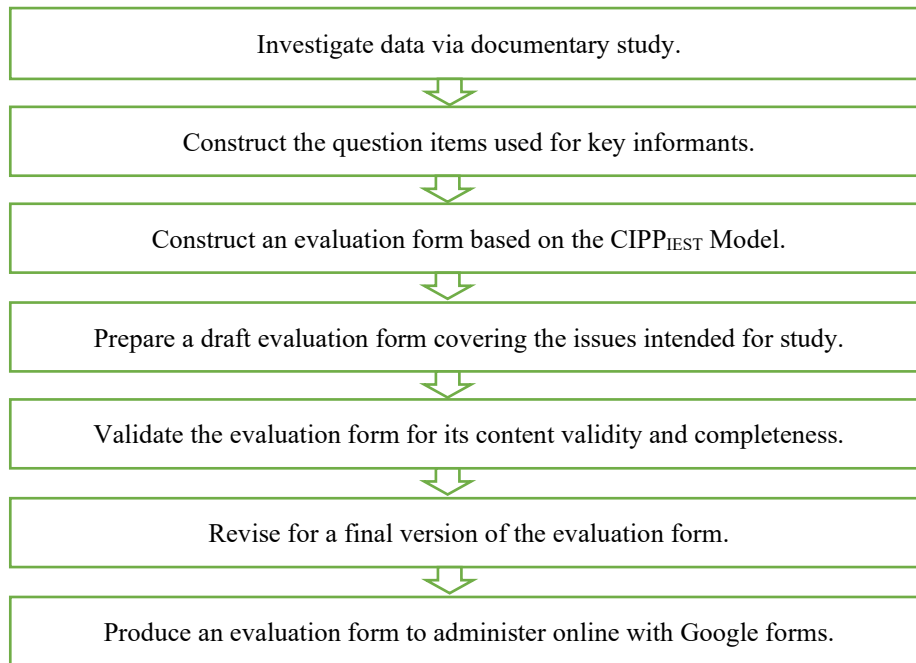 Investigate data via documentary study.
Construct the question items used for key informants.
Construct an evaluation form based on the CIPPIEST Model.
Prepare a draft evaluation form covering the issues intended for study.
Validate the evaluation form for its content validity and completeness.
Revise for a final version of the evaluation form.
Produce an evaluation form to administer online with Google forms.